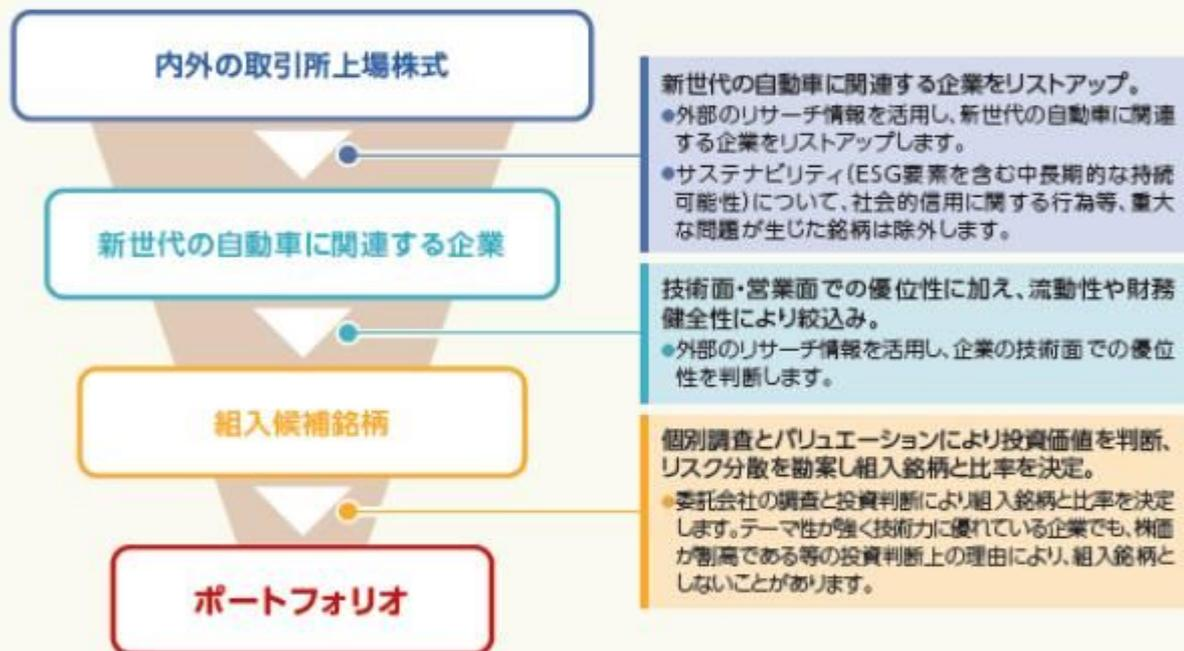 内外の取引所上場株式
新世代の自動車に関連する企業をリストアップ。
●外部のリサーチ情報を活用し、新世代の自動車に関連
する企業をリストアップします。
●サステナビリティ(ESG要素を含む中長期的な持続
可能性)について、社会的信用に関する行為等、重大
な問題が生じた銘柄は除外します。
新世代の自動車に関連する企業
技術面・営業面での優位性に加え、流動性や財務
健全性により絞込み。
●外部のリサーチ情報を活用し、企業の技術面での優位
性を判断します。
組入候補銘柄
個別調査とバリュエーションにより投資価値を判断、
リスク分散を勘案し組入銘柄と比率を決定。
●委託会社の調査と投資判断により組入銘柄と比率を決定
します。テーマ性が強く技術力に優れている企業でも、株価
が割高である等の投資判断上の理由により、組入銘柄と
しないことがあります。
ポートフォリオ